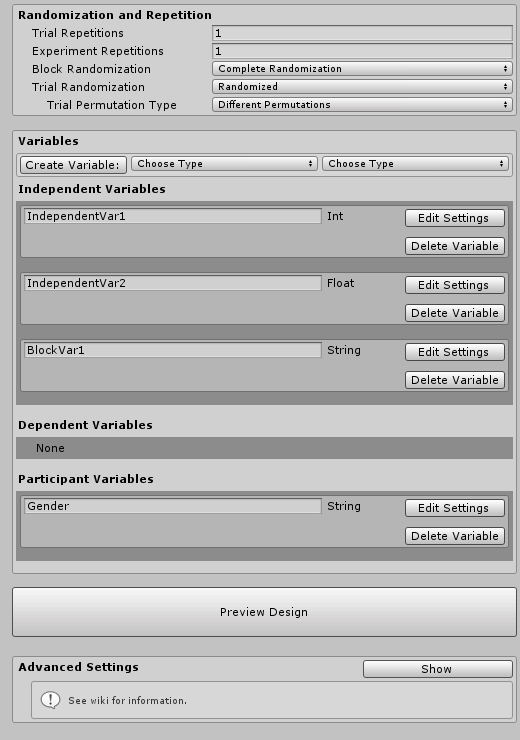 Randomization and Repetition
Trial Repetitions 1
Experiment Repetitions 1
Block Randomization Complete Randomization
Trial Randomization Randomized
Trial Permutation Type Different Permutations
Variables
Create Variable: Choose Type Choose Type
Independent Variables
IndependentVar1 Int Edit Settings
Delete Variable
IndependentVar2 Float Edit Settings
Delete Variable
BlockVar1 String Edit Settings
Delete Variable
Dependent Variables
None
Participant Variables
Gender String Edit Settings
Delete Variable
Preview Design
Advanced Settings Show
See wiki for information.